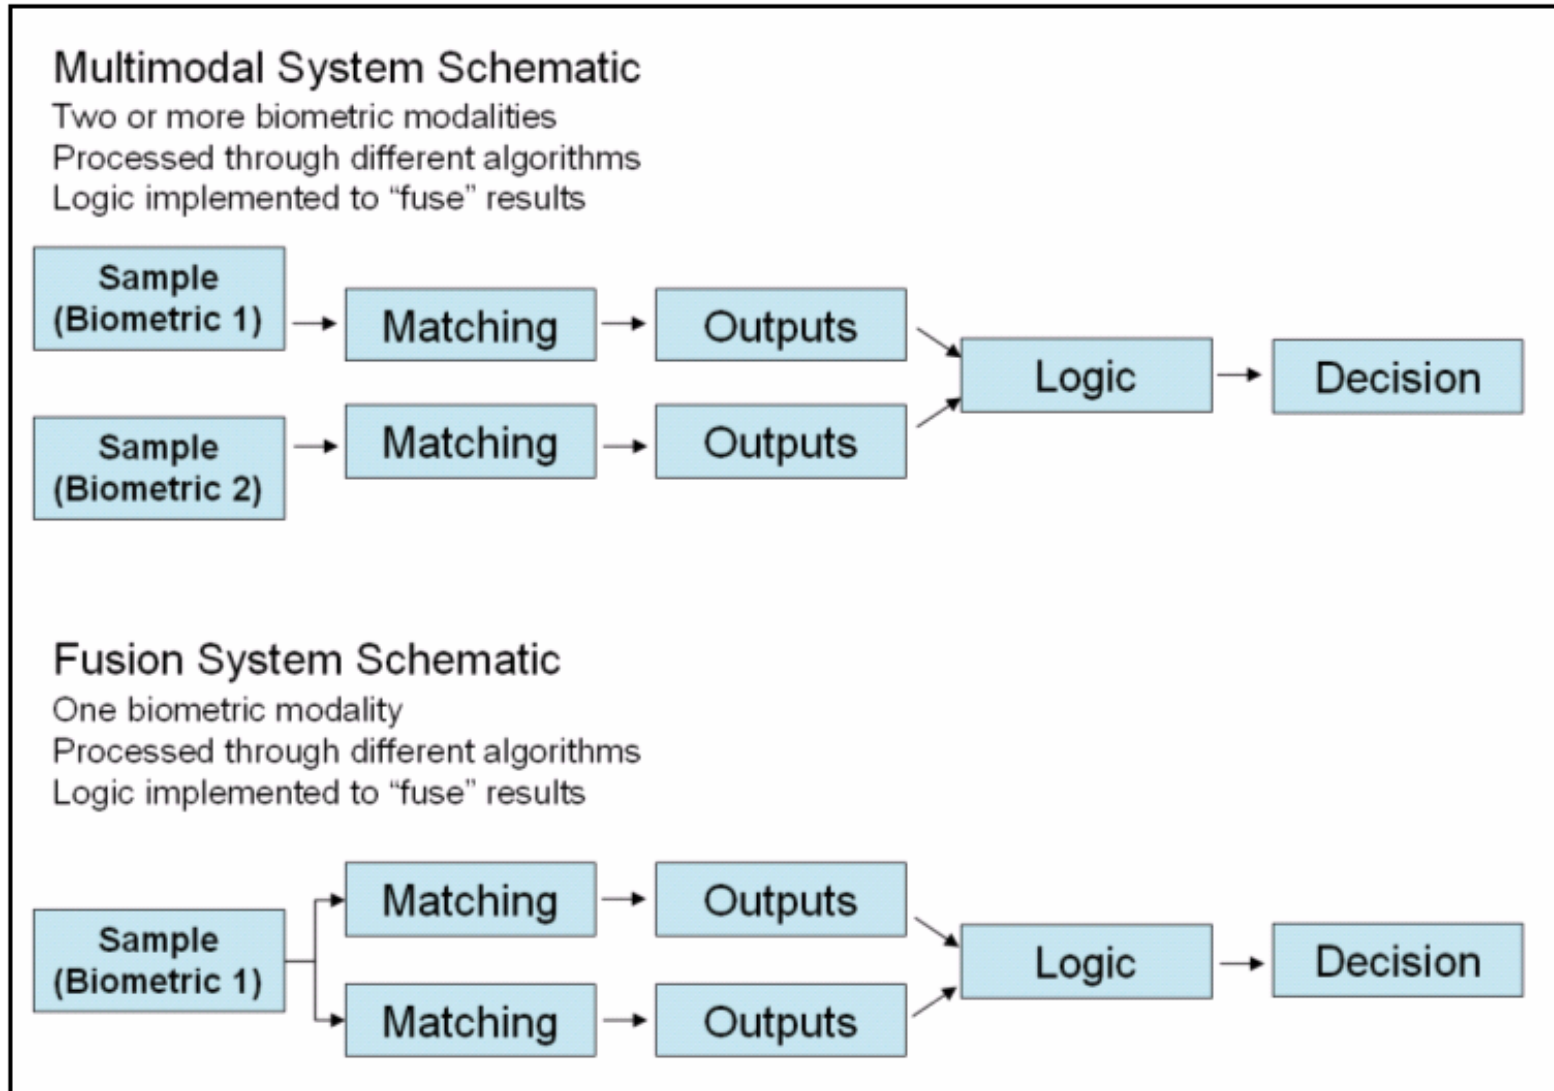 Multimodal System Schematic
Two or more biometric modalities
Processed through different algorithms
Logic implemented to “fuse” results
Sample
(Biometric 1)
Matching
Outputs
Sample
(Biometric 2)
Matching
Outputs
Logic
Decision
Fusion System Schematic
One biometric modality
Processed through different algorithms
Logic implemented to “fuse” results
Sample
(Biometric 1)
Matching
Outputs
Matching
Outputs
Logic
Decision